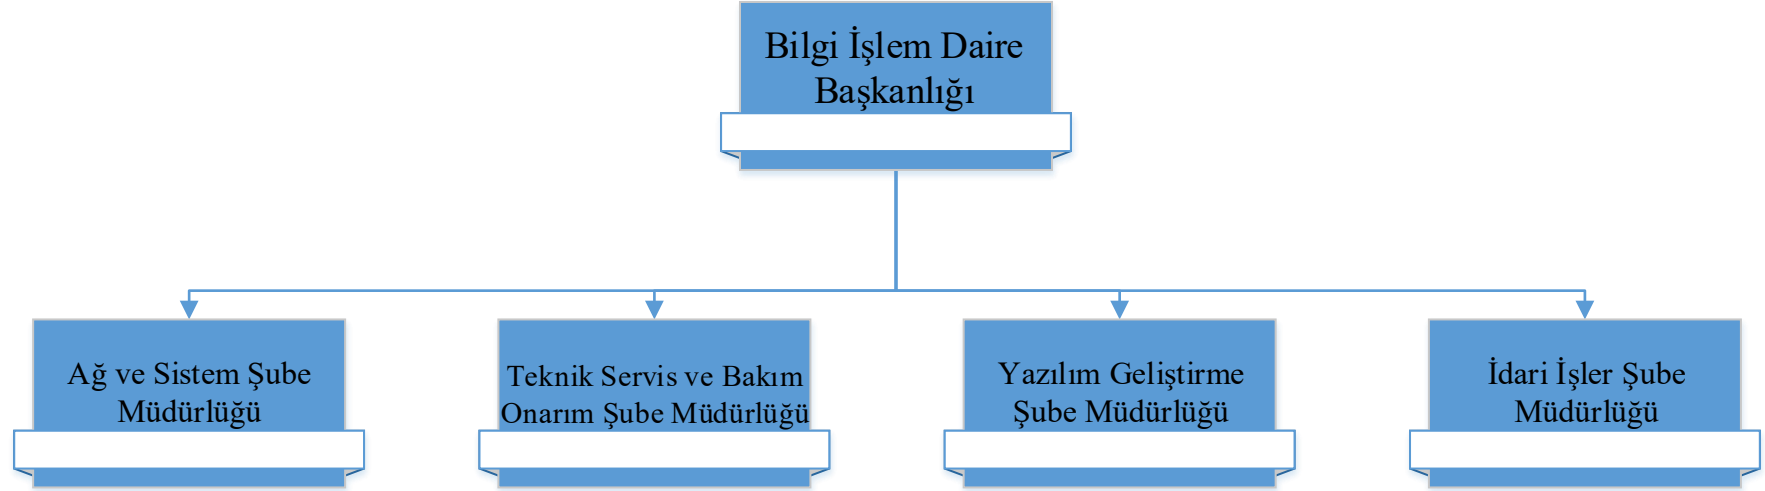 Bilgi İşlem Daire
Başkanlığı
Ağ ve Sistem Şube
Müdürlüğü
Teknik Servis ve Bakım
Onarım Şube Müdürlüğü
Yazılım Geliştirme
Şube Müdürlüğü
İdari İşler Şube
Müdürlüğü